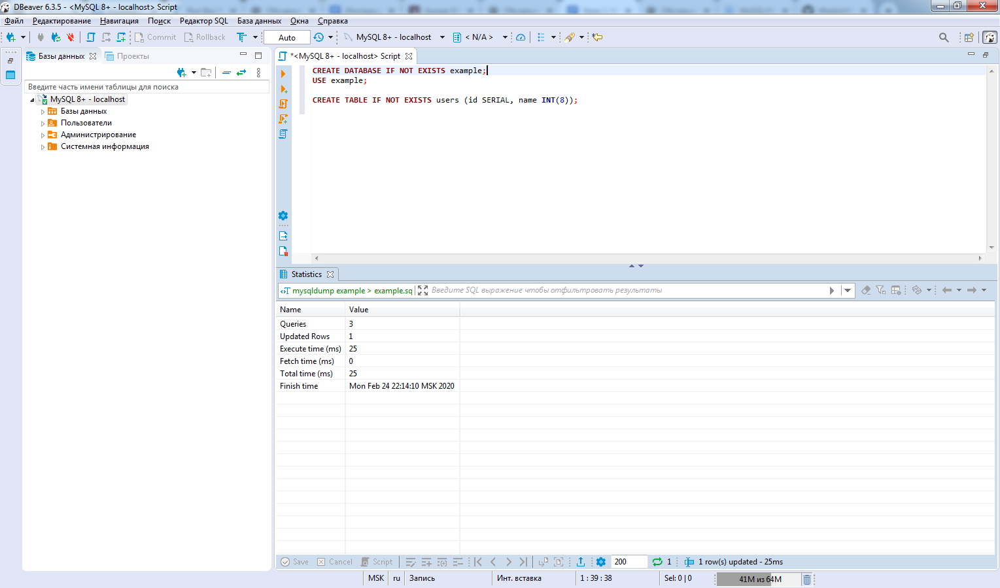 DBeaver 6.3.5 - <MySQL 8+ - localhost> Script
Файл Редактирование Навигация Поиск Редактор SQL База данных Окна Справка
Commit Rollback Auto MySQL 8+ - localhost < N/A >
Базы данных Проекты
*<MySQL 8+ - localhost> Script
Введите часть имени таблицы для поиска
MySQL 8+ - localhost
Базы данных
Пользователи
Администрирование
Системная информация
CREATE DATABASE IF NOT EXISTS example;
USE example;
CREATE TABLE IF NOT EXISTS users (id SERIAL, name INT(8));
Statistics
mysqldump example > example.sq
Введите SQL выражение чтобы отфильтровать результаты
Name Value
Queries 3
Updated Rows 1
Execute time (ms) 25
Fetch time (ms) 0
Total time (ms) 25
Finish time Mon Feb 24 22:14:10 MSK 2020
Save Cancel Script 200 1 1 row(s) updated - 25ms
MSK ru Запись Инт. вставка 1 : 39 : 38 Sel: 0 | 0 41M из 64M